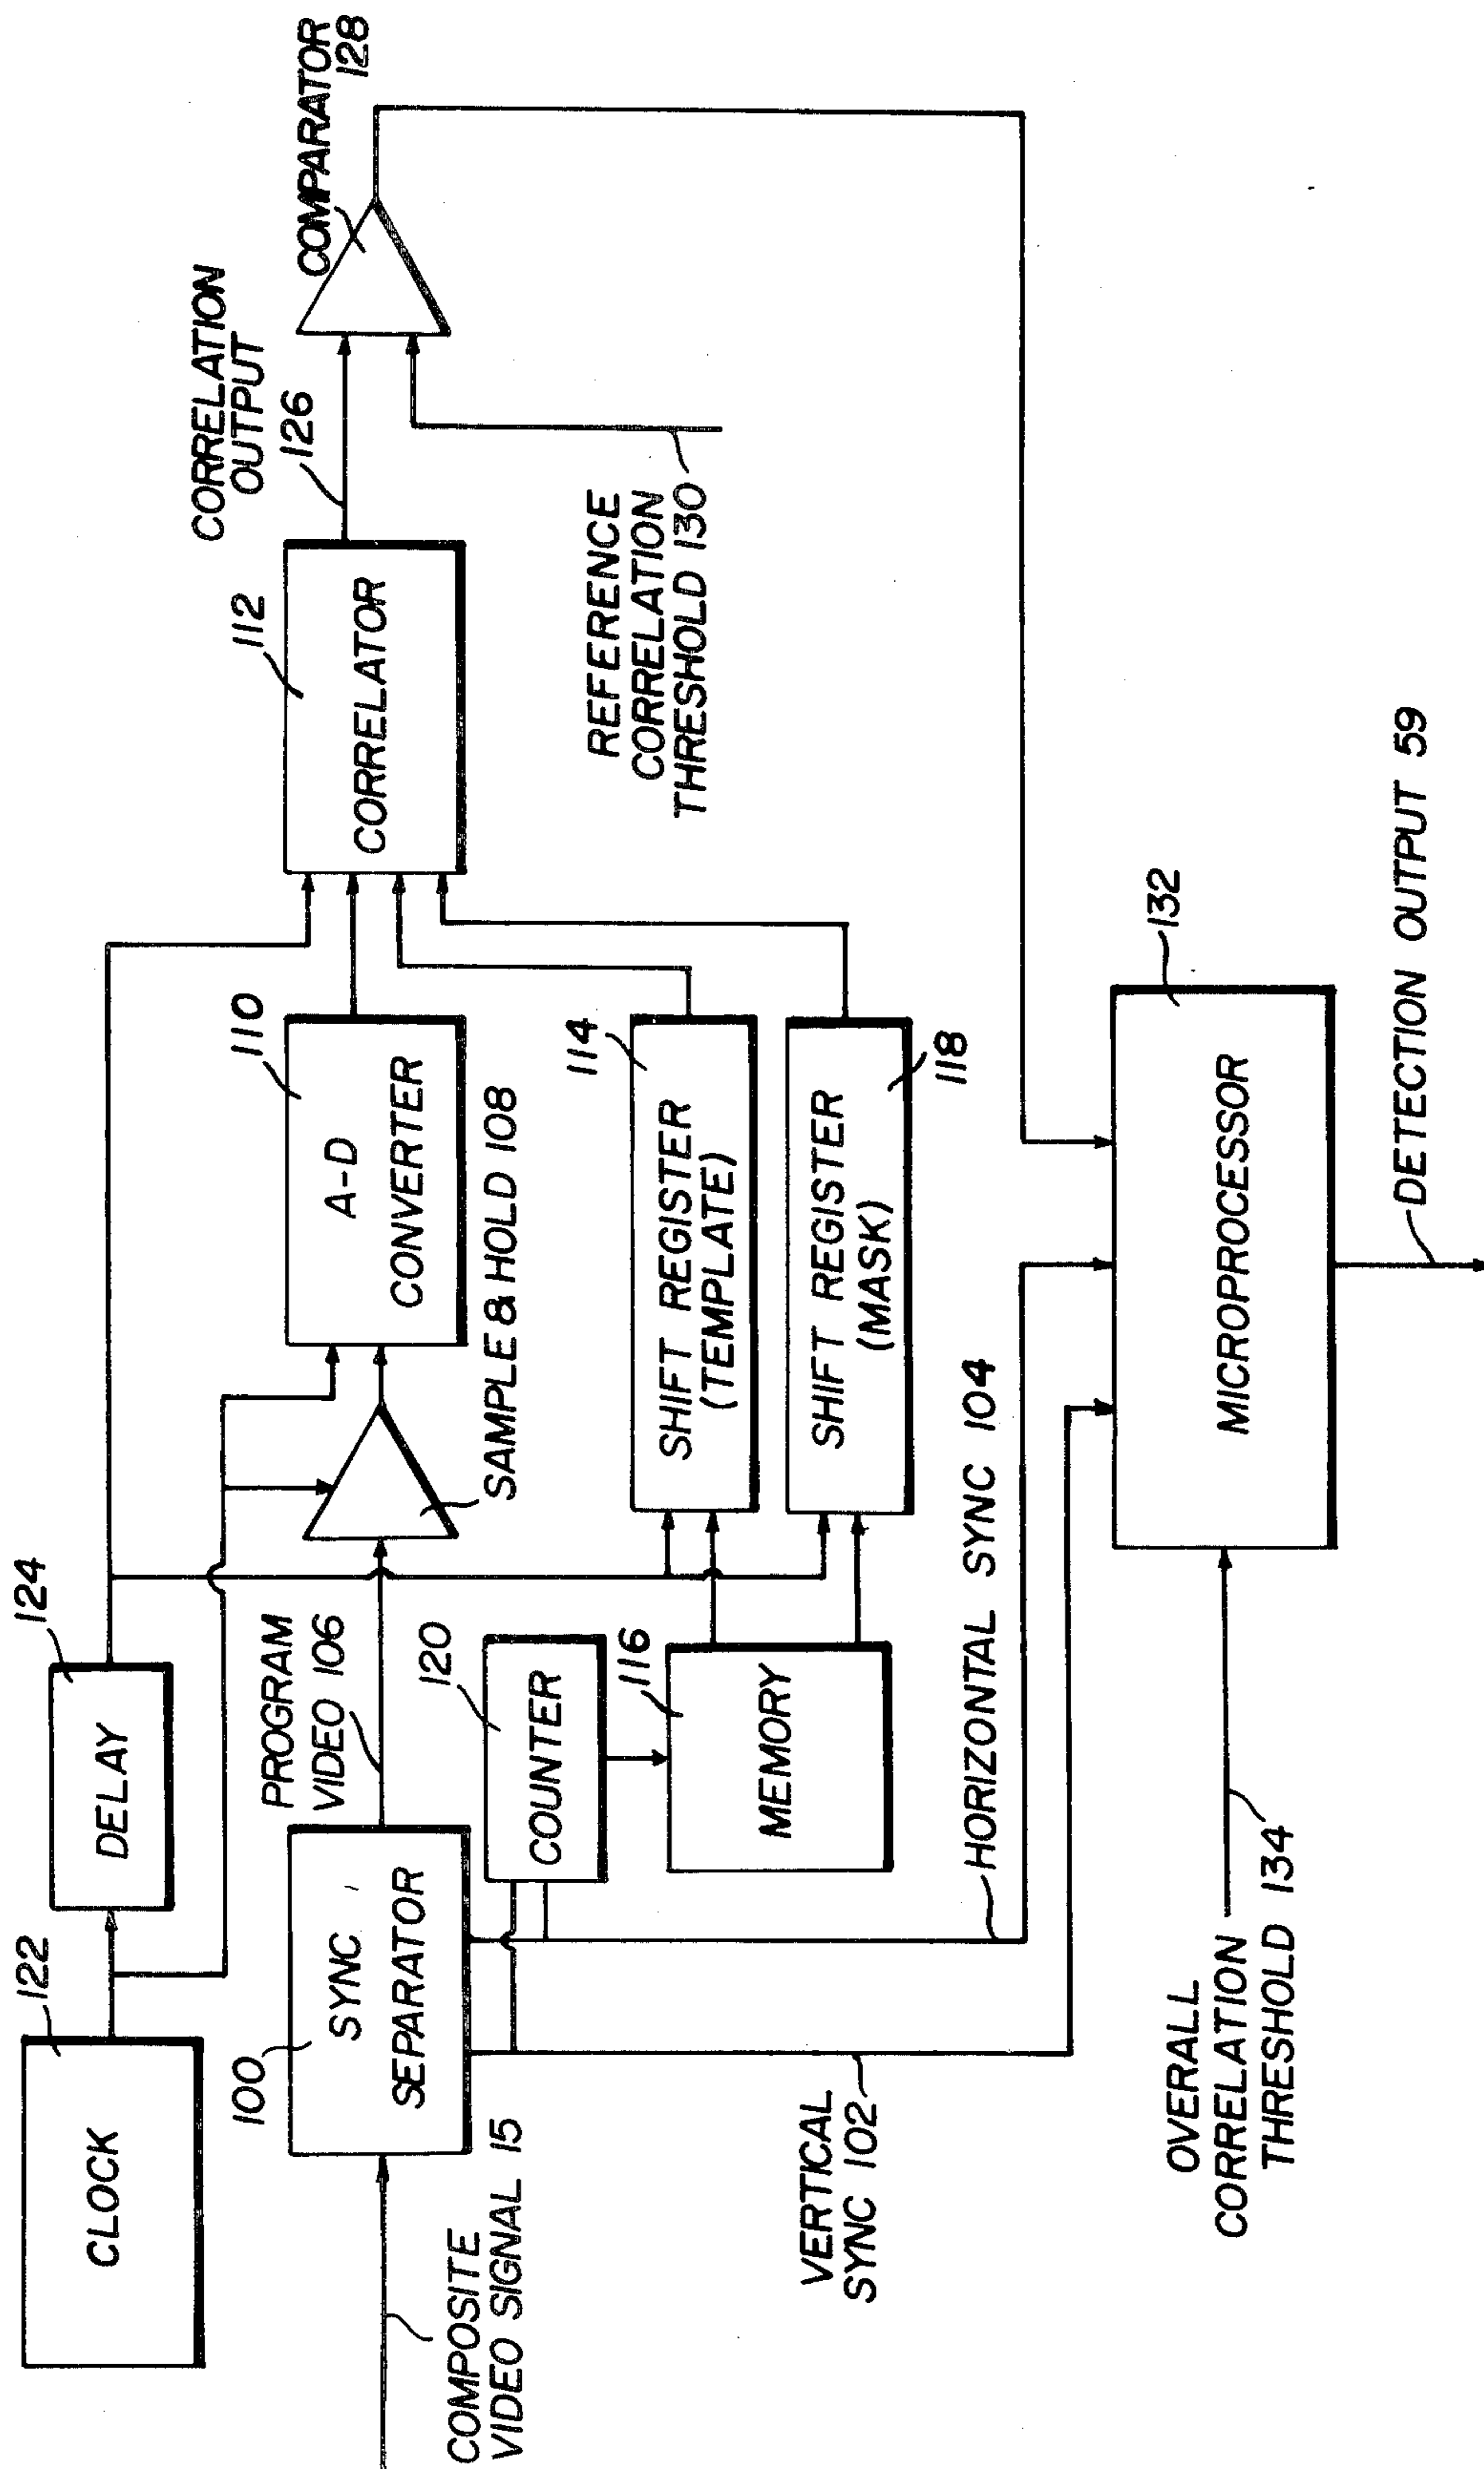 CLOCK
122
DELAY
124
COMPOSITE
VIDEO SIGNAL 15
100
SYNC
SEPARATOR
PROGRAM
VIDEO 106
SAMPLE & HOLD 108
110
A-D
CONVERTER
112
CORRELATOR
CORRELATION
OUTPUT
126
COMPARATOR
128
REFERENCE
CORRELATION
THRESHOLD 130
120
COUNTER
116
MEMORY
114
SHIFT REGISTER
(TEMPLATE)
SHIFT REGISTER
(MASK)
118
VERTICAL
SYNC 102
HORIZONTAL SYNC 104
OVERALL
CORRELATION
THRESHOLD 134
132
MICROPROCESSOR
DETECTION OUTPUT 59